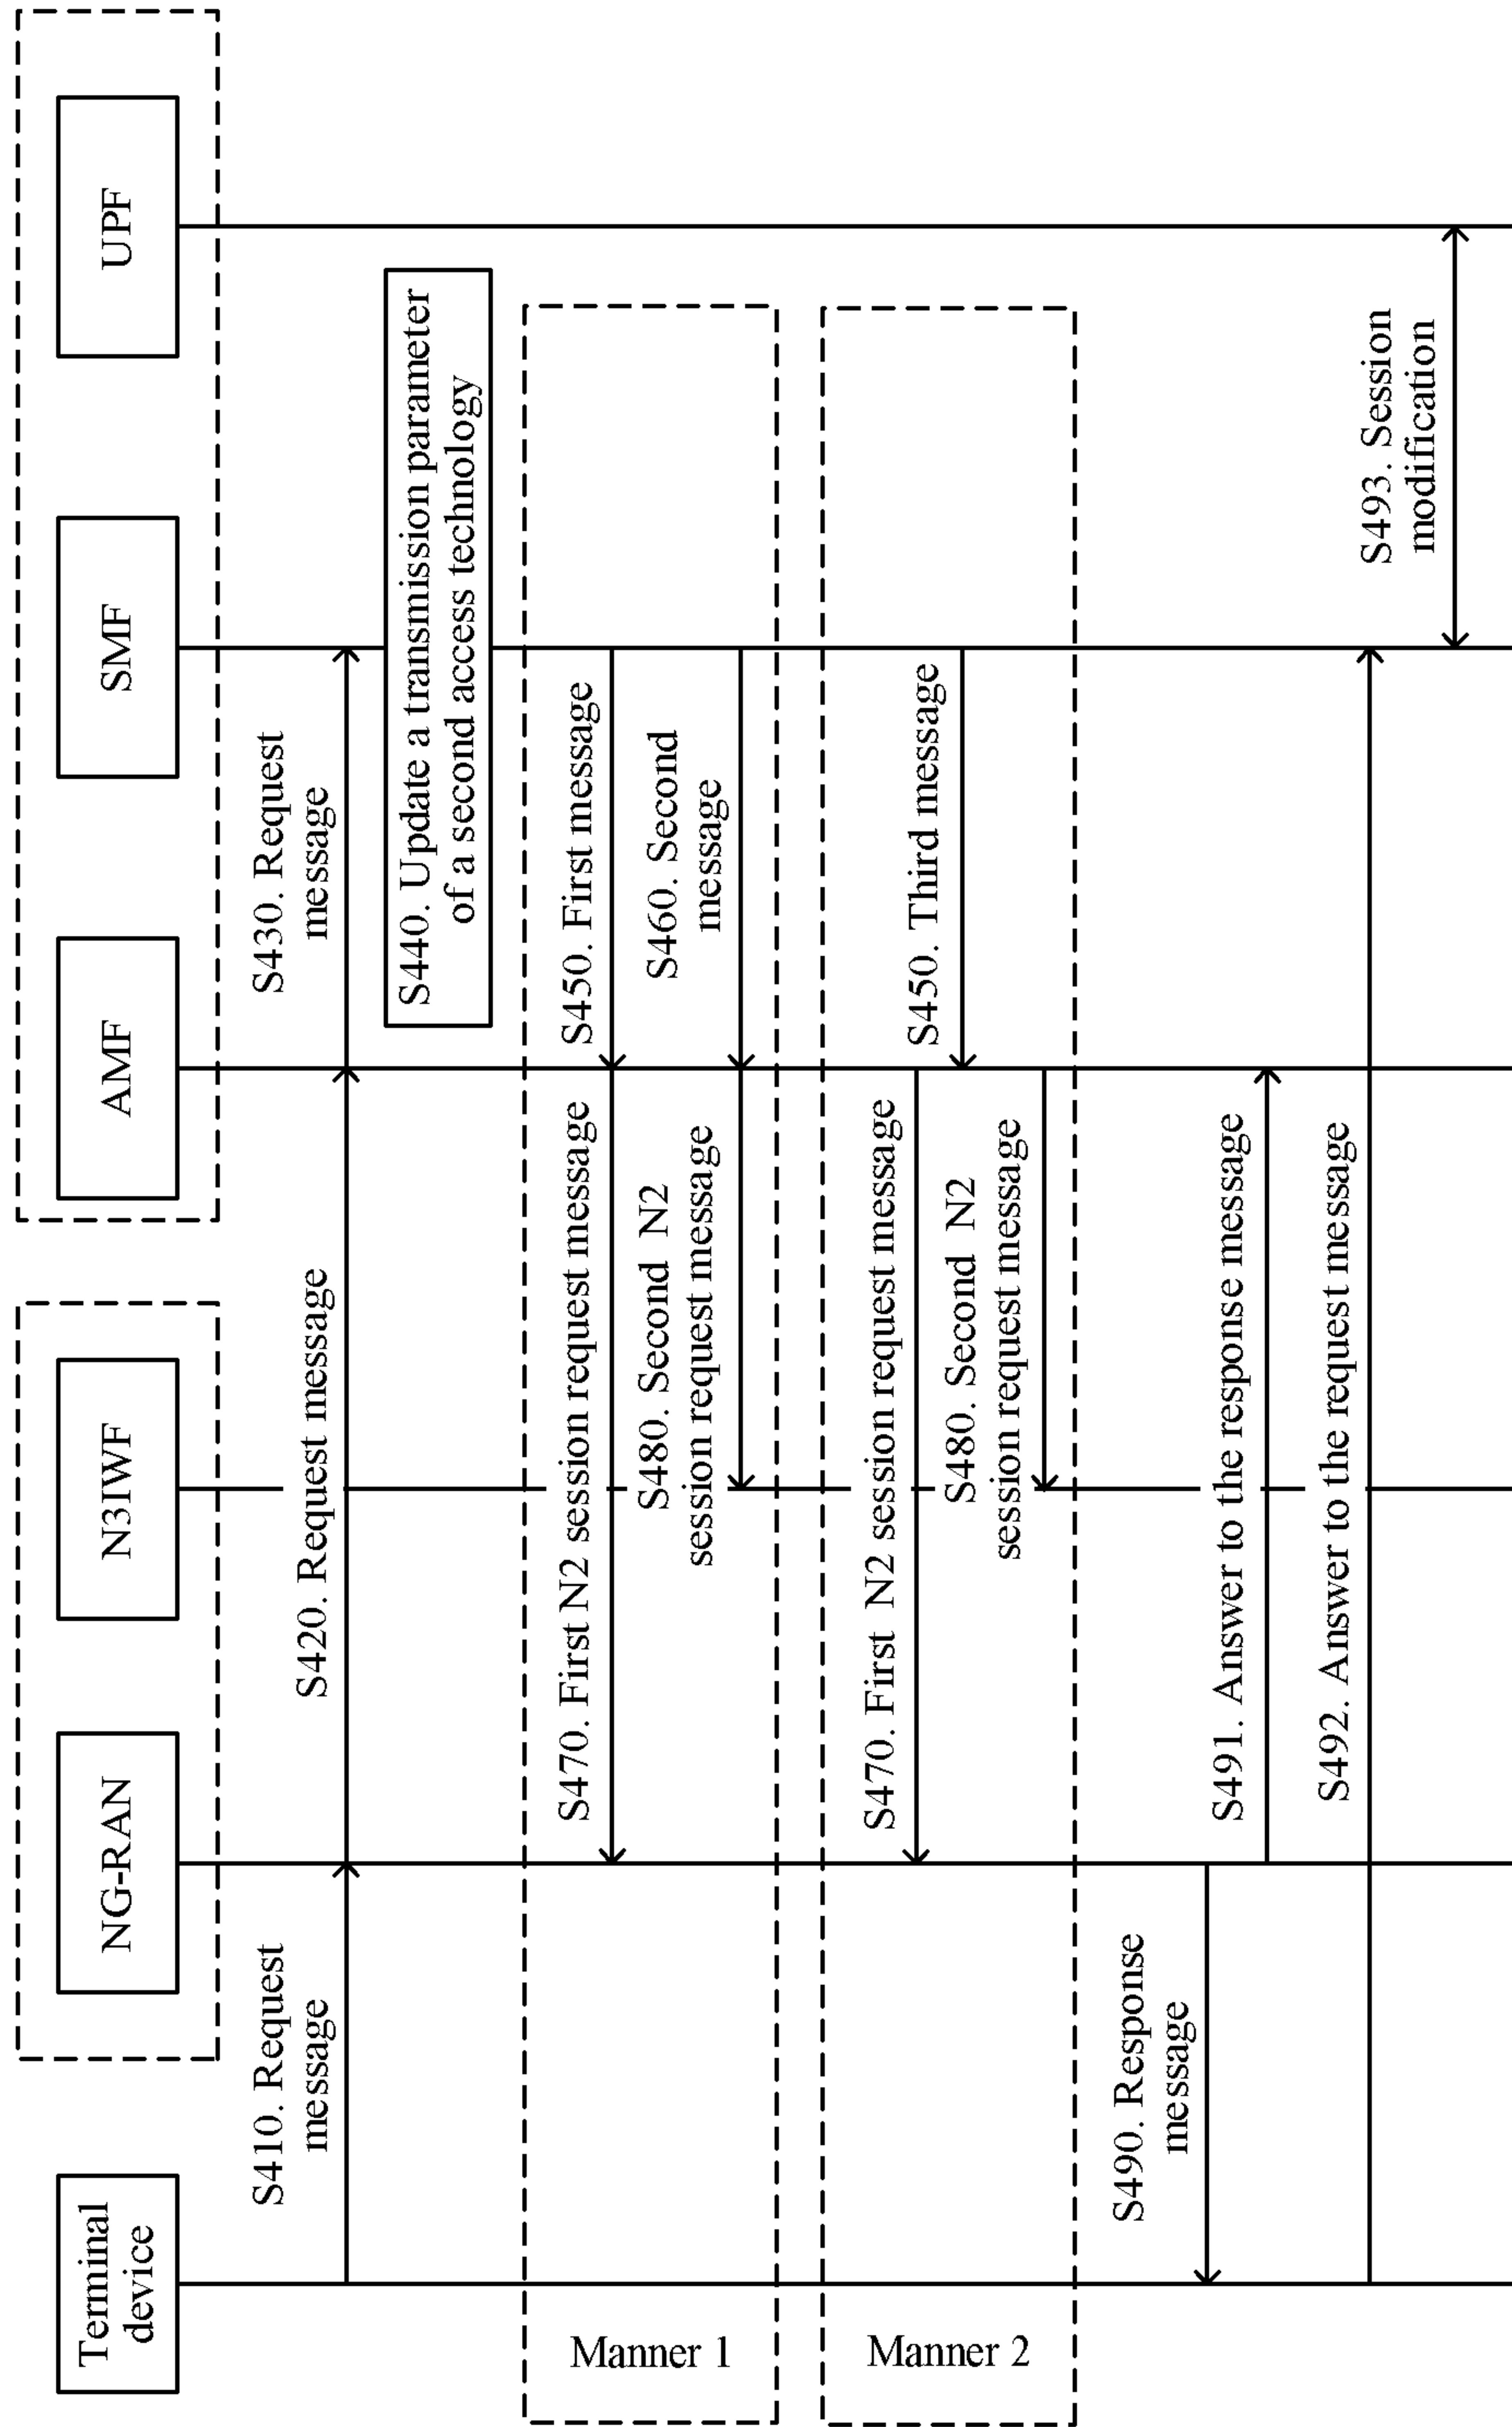 Terminal
device
NG-RAN
N3IWF
AMF
SMF
UPF
S410. Request
message
S420. Request message
S430. Request
message
S440. Update a transmission parameter
of a second access technology
Manner 1
S450. First message
S470. First N2 session request message
S460. Second
message
S480. Second N2
session request message
Manner 2
S470. First N2 session request message
S450. Third message
S480. Second N2
session request message
S490. Response
message
S491. Answer to the response message
S492. Answer to the request message
S493. Session
modification